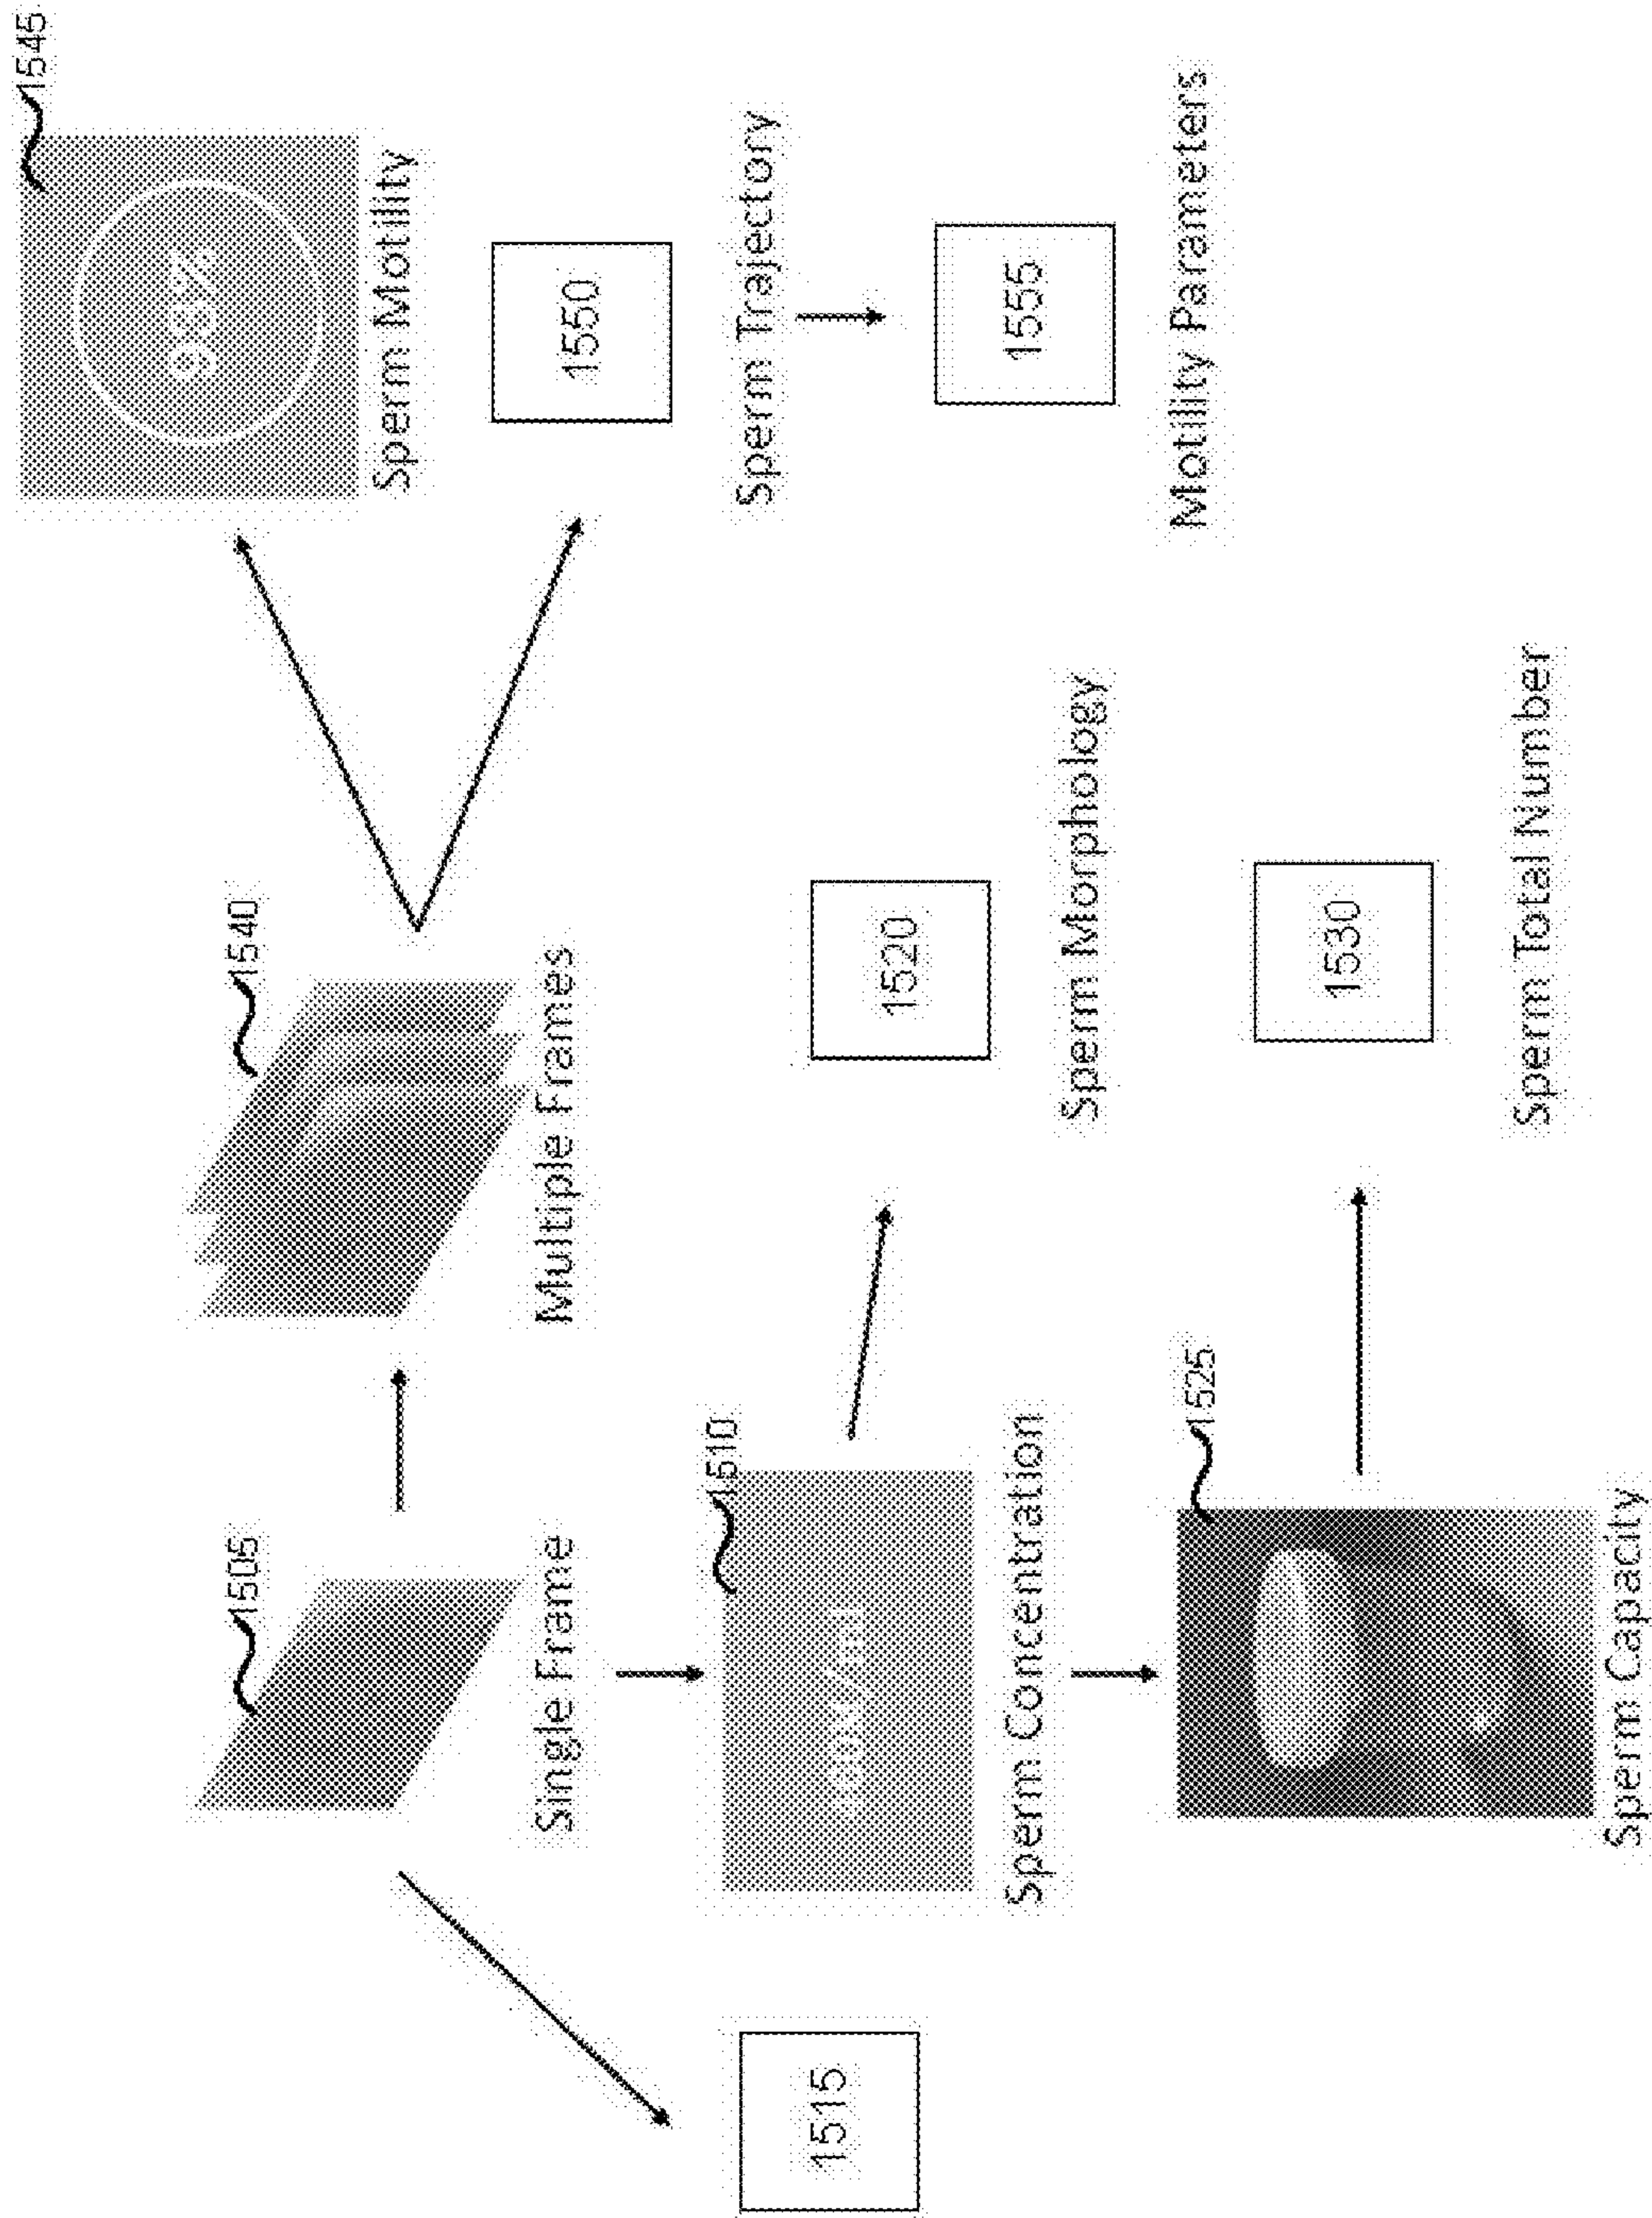 1505
Single Frame
1540
Multiple Frames
1545
93%
Sperm Motility
1550
Sperm Trajectory
1555
Motility Parameters
1515
1510
Sperm Concentration
1520
Sperm Morphology
1525
Sperm Capacity
1530
Sperm Total Number